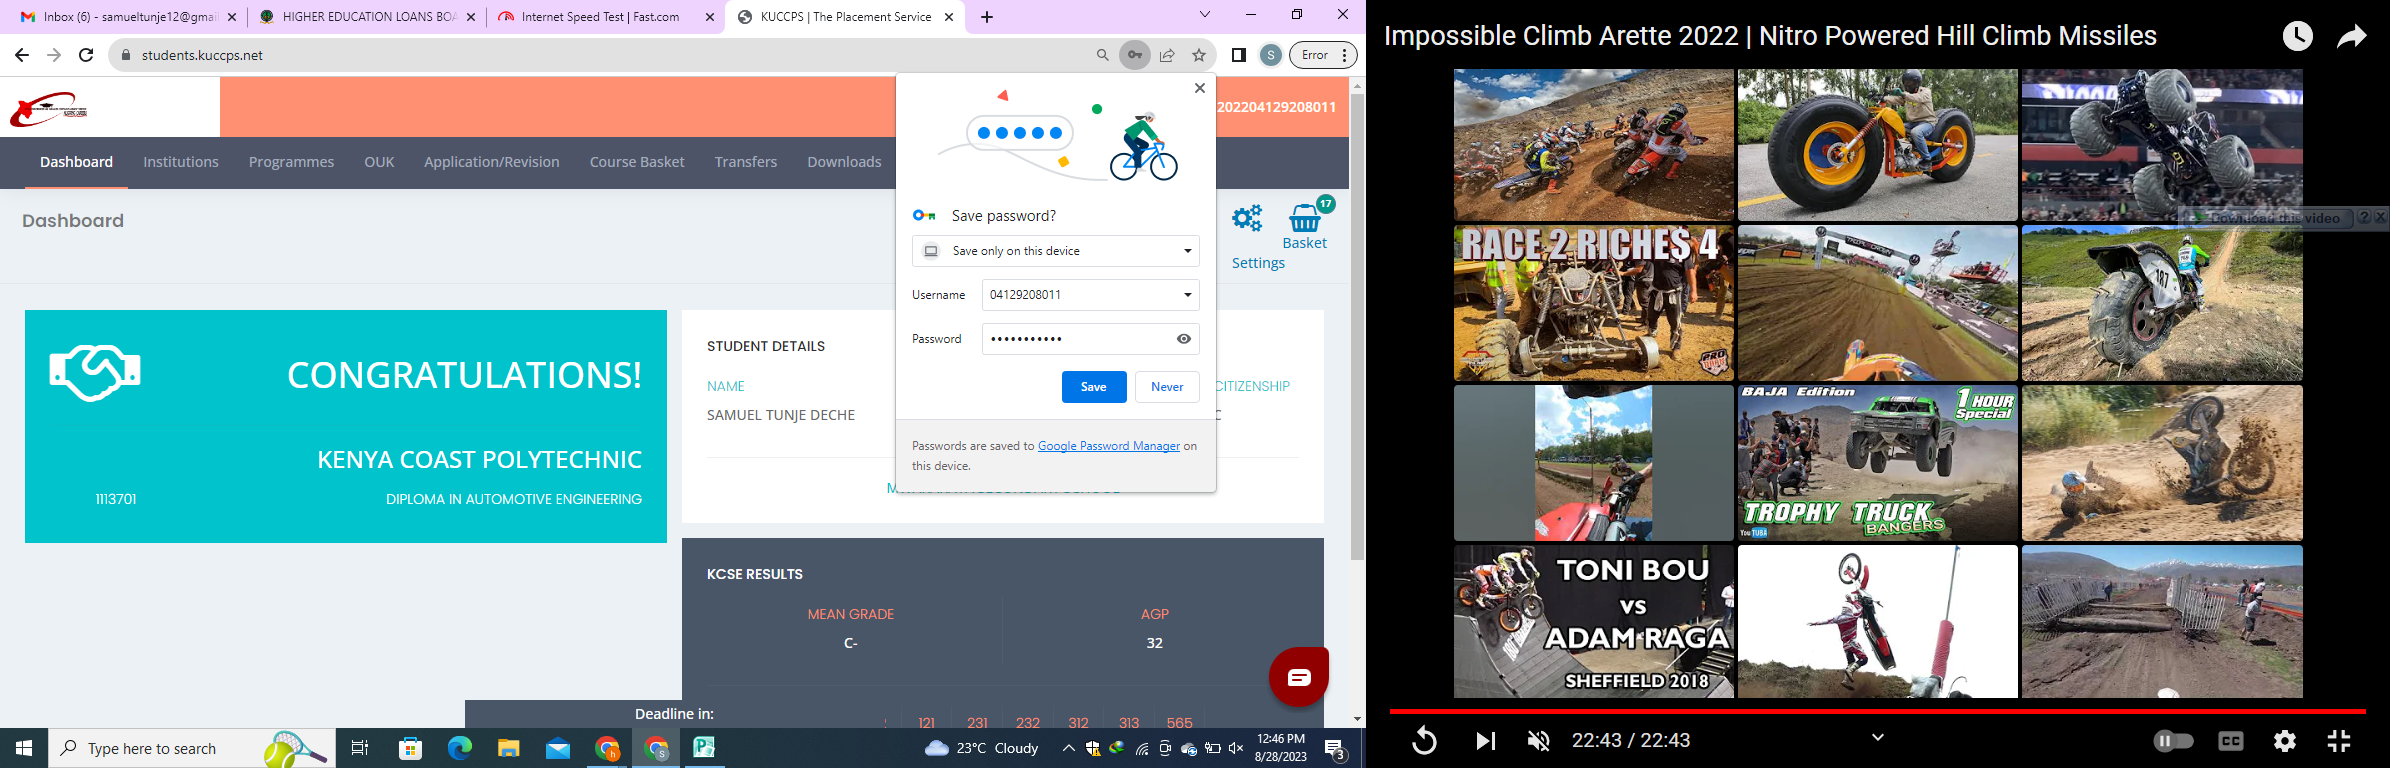 Inbox (6) - samueltunje12@gmai
HIGHER EDUCATION LOANS BOA
Internet Speed Test | Fast.com
KUCCPS | The Placement Service
students.kuccps.net
S
Error
202204129208011
Dashboard
Institutions
Programmes
OUK
Application/Revision
Course Basket
Transfers
Downloads
Dashboard
17
Basket
Settings
Save password?
Save only on this device
Username
04129208011
Password
•••••••••••
Save
Never
Passwords are saved to Google Password Manager on
this device.
CONGRATULATIONS!
KENYA COAST POLYTECHNIC
1113701
DIPLOMA IN AUTOMOTIVE ENGINEERING
STUDENT DETAILS
NAME
CITIZENSHIP
SAMUEL TUNJE DECHE
C
KCSE RESULTS
MEAN GRADE
AGP
C-
32
Deadline in:
121
231
232
312
313
565
Type here to search
23°C Cloudy
12:46 PM
8/28/2023
3
Impossible Climb Arette 2022 | Nitro Powered Hill Climb Missiles
Download this video
RACE 2 RICHE$ 4
187
BAJA Edition
1 HOUR
Special
TROPHY TRUCK
BANGERS
You TUBA
TONI BOU
VS
ADAM RAGA
SHEFFIELD 2018
22:43 / 22:43
CC